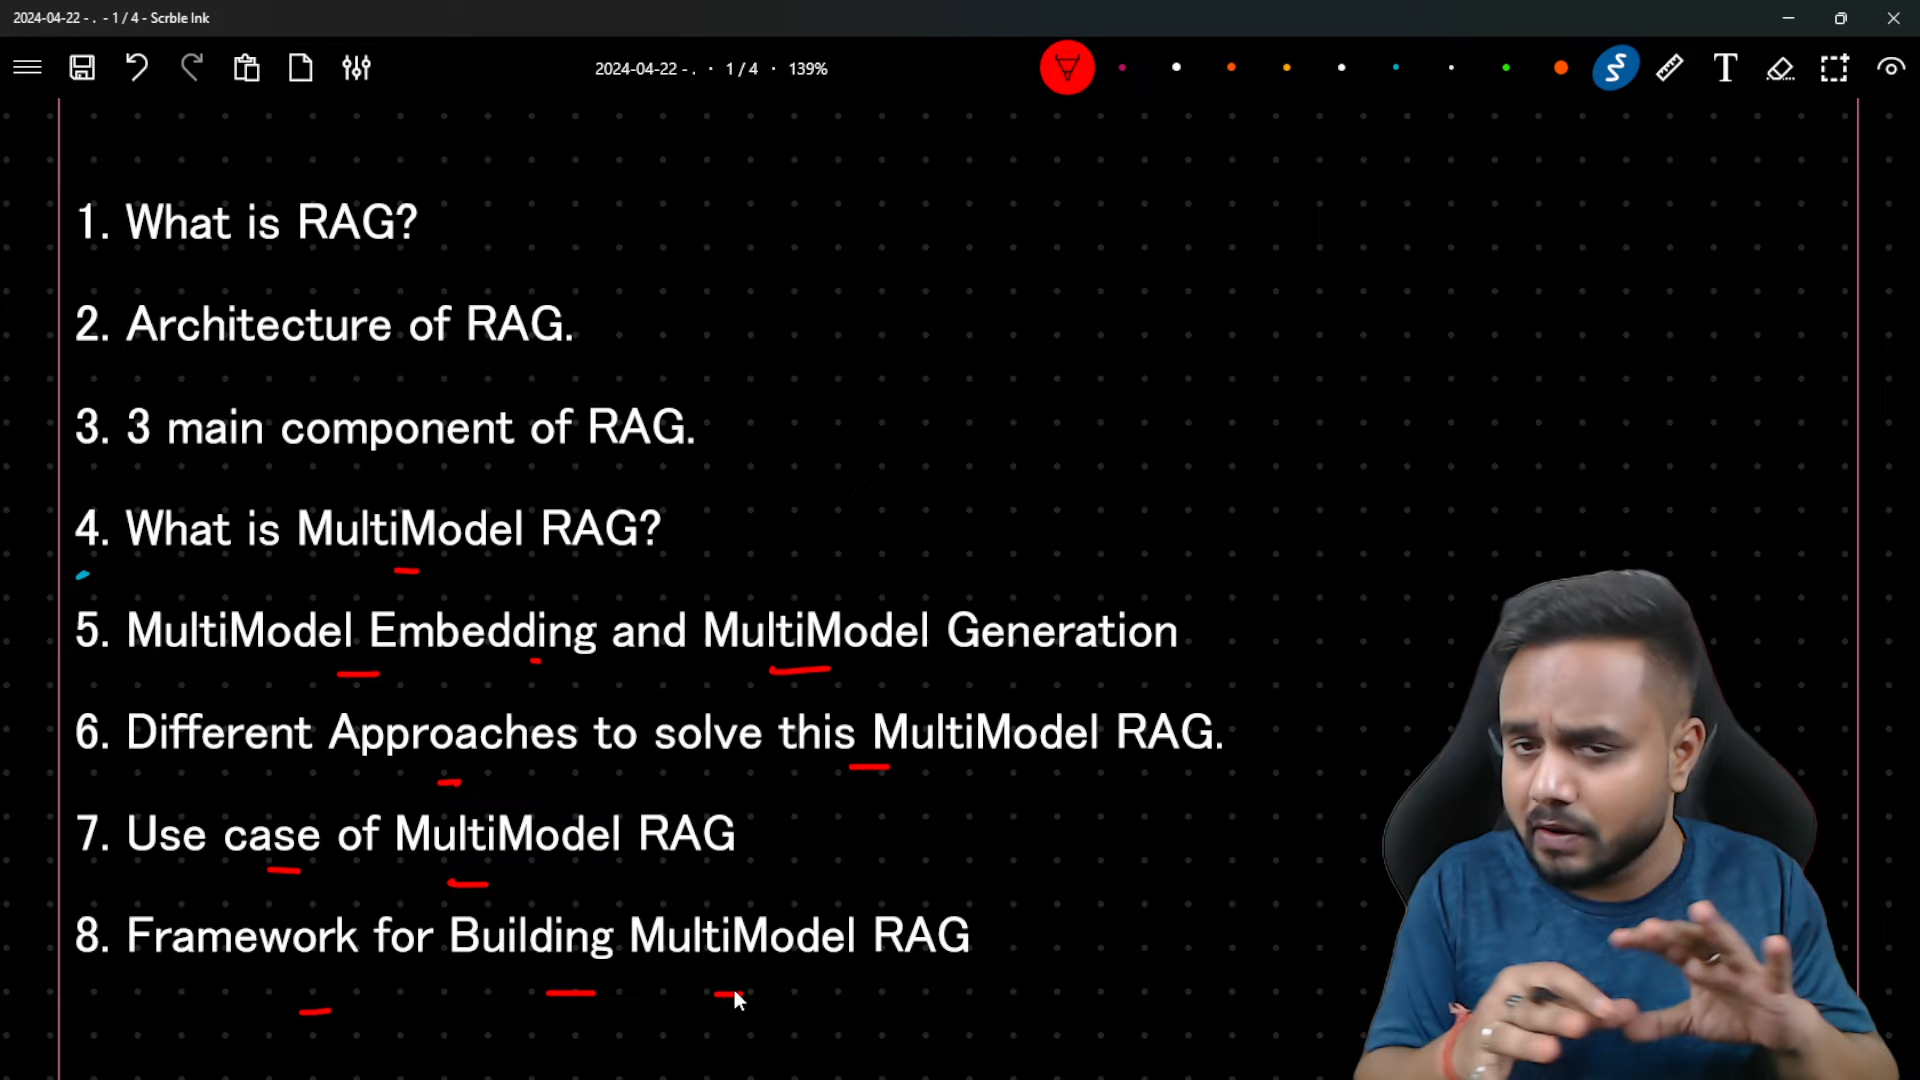 2024-04-22 - . - 1 / 4 - Scrble Ink
2024-04-22 - . · 1 / 4 · 139%
T
1. What is RAG?
2. Architecture of RAG.
3. 3 main component of RAG.
4. What is MultiModel RAG?
5. MultiModel Embedding and MultiModel Generation
6. Different Approaches to solve this MultiModel RAG.
7. Use case of MultiModel RAG
8. Framework for Building MultiModel RAG